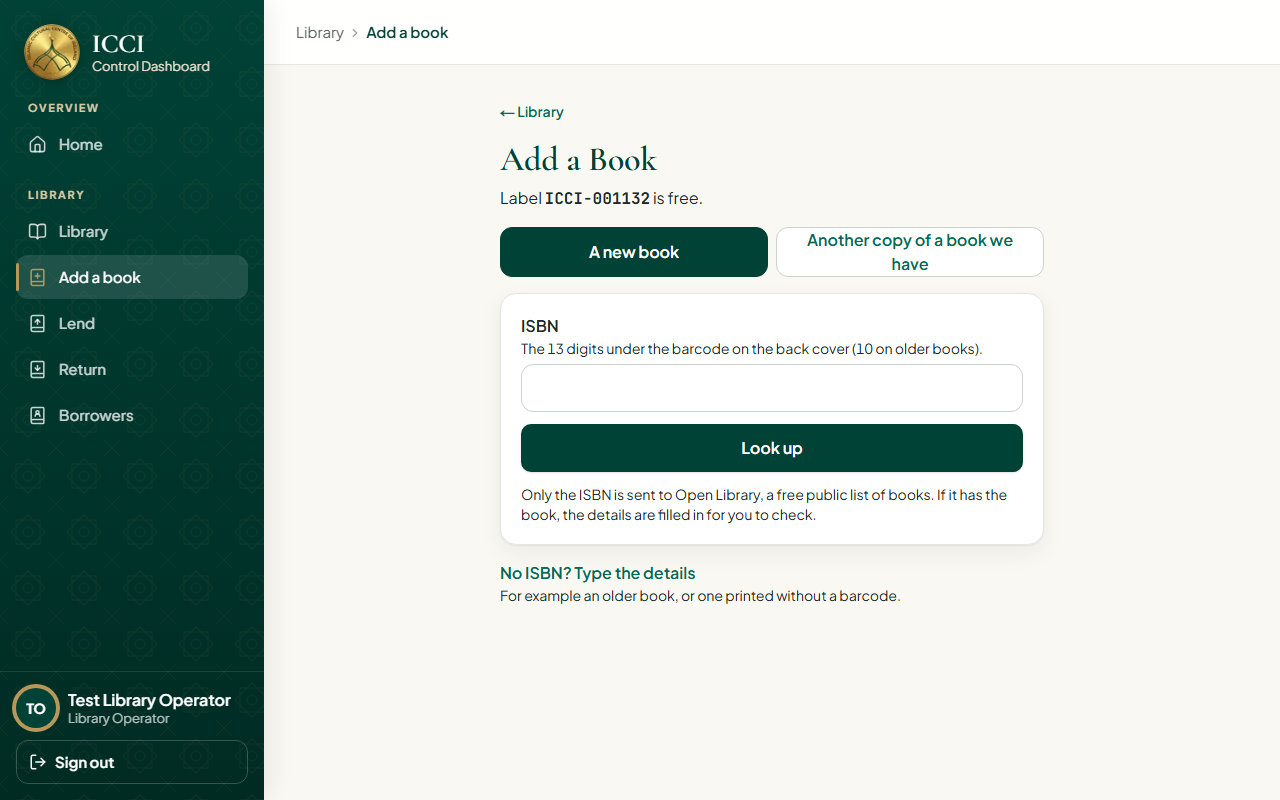 ICCI
Control Dashboard
OVERVIEW
Home
LIBRARY
Library
Add a book
Lend
Return
Borrowers
TO
Test Library Operator
Library Operator
Sign out
Library > Add a book
← Library
Add a Book
Label ICCI-001132 is free.
A new book
Another copy of a book we
have
ISBN
The 13 digits under the barcode on the back cover (10 on older books).
Look up
Only the ISBN is sent to Open Library, a free public list of books. If it has the
book, the details are filled in for you to check.
No ISBN? Type the details
For example an older book, or one printed without a barcode.